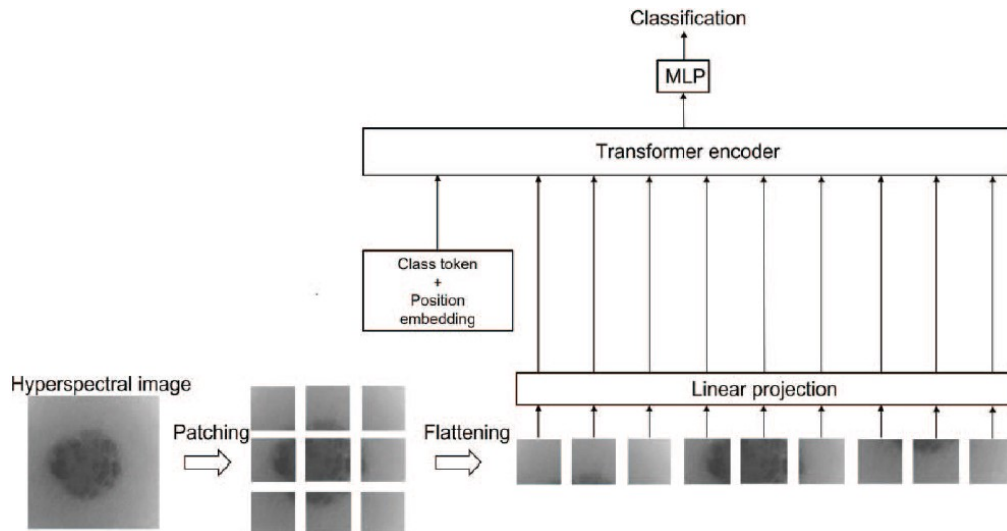 Classification
MLP
Transformer encoder
Class token
+
Position
embedding
Linear projection
Hyperspectral image
Patching
Flattening